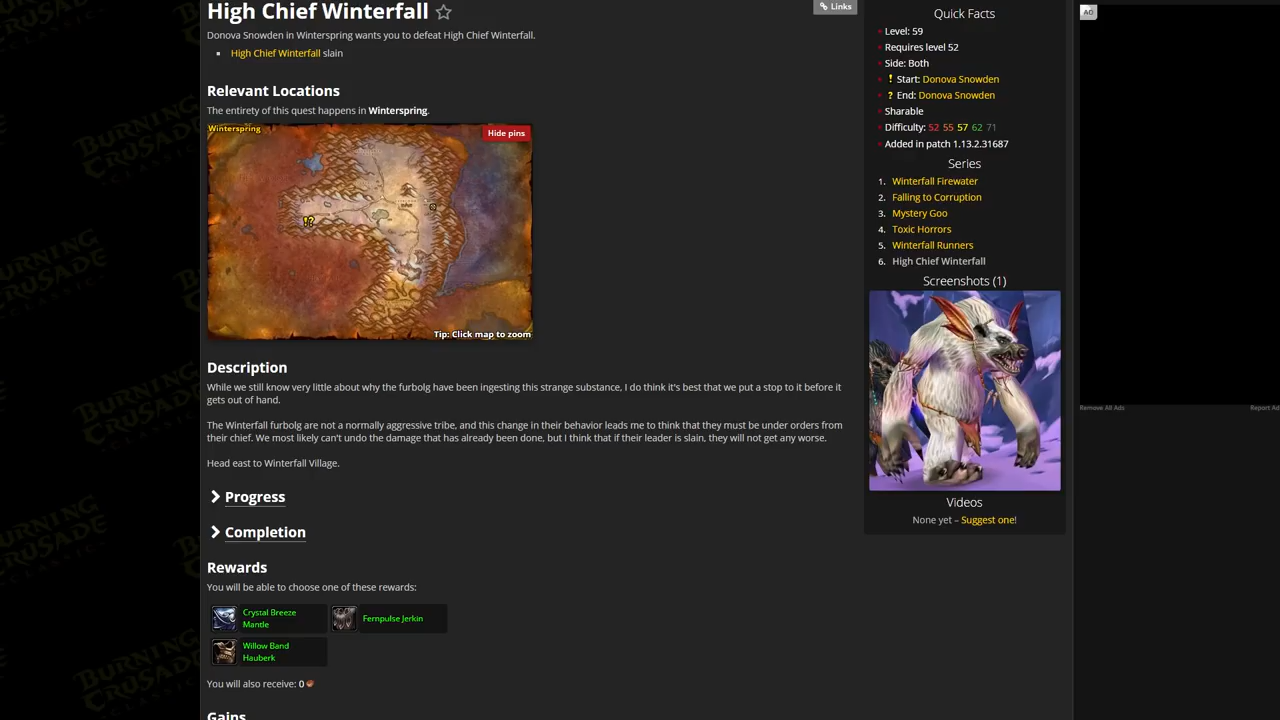 High Chief Winterfall
Links
Donova Snowden in Winterspring wants you to defeat High Chief Winterfall.
High Chief Winterfall slain
Relevant Locations
The entirety of this quest happens in Winterspring.
Winterspring
Hide pins
Tip: Click map to zoom
Description
While we still know very little about why the furbolg have been ingesting this strange substance, I do think it's best that we put a stop to it before it
gets out of hand.
The Winterfall furbolg are not a normally aggressive tribe, and this change in their behavior leads me to think that they must be under orders from
their chief. We most likely can't undo the damage that has already been done, but I think that if their leader is slain, they will not get any worse.
Head east to Winterfall Village.
Progress
Completion
Rewards
You will be able to choose one of these rewards:
Crystal Breeze
Mantle
Fernpulse Jerkin
Willow Band
Hauberk
You will also receive: 0
Gains
Quick Facts
Level: 59
Requires level 52
Side: Both
! Start: Donova Snowden
? End: Donova Snowden
Sharable
Difficulty: 52 55 57 62 71
Added in patch 1.13.2.31687
Series
1. Winterfall Firewater
2. Falling to Corruption
3. Mystery Goo
4. Toxic Horrors
5. Winterfall Runners
6. High Chief Winterfall
Screenshots (1)
Videos
None yet – Suggest one!
AD
Remove All Ads
Report Ad
BURNING
CRUSADE
CLASSIC